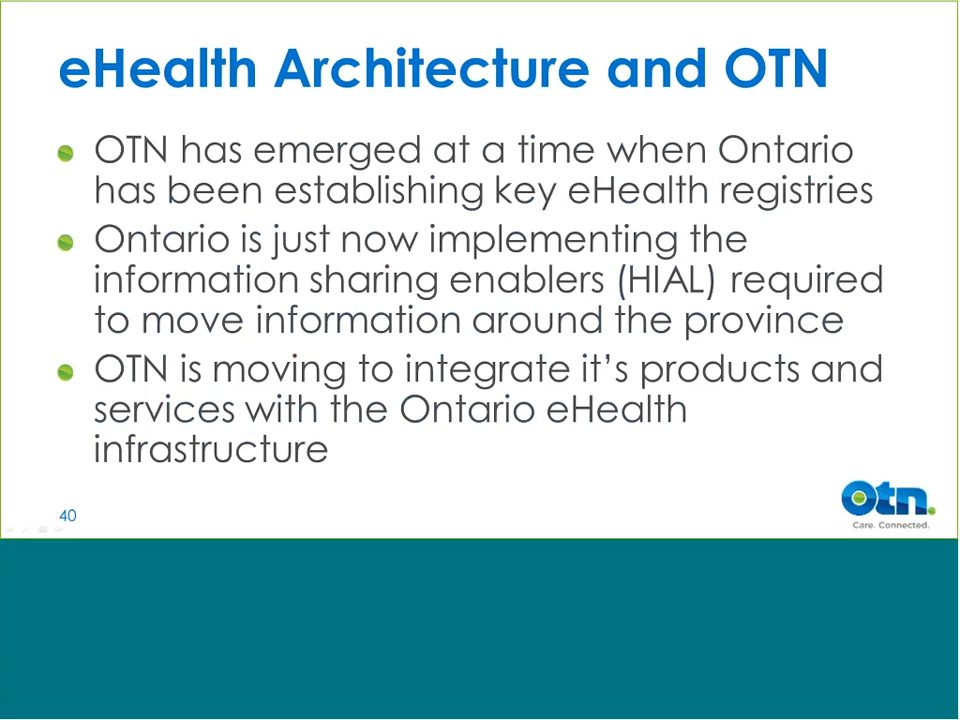 eHealth Architecture and OTN
OTN has emerged at a time when Ontario
has been establishing key eHealth registries
Ontario is just now implementing the
information sharing enablers (HIAL) required
to move information around the province
OTN is moving to integrate it’s products and
services with the Ontario eHealth
infrastructure
40
Otn.
Care. Connected.